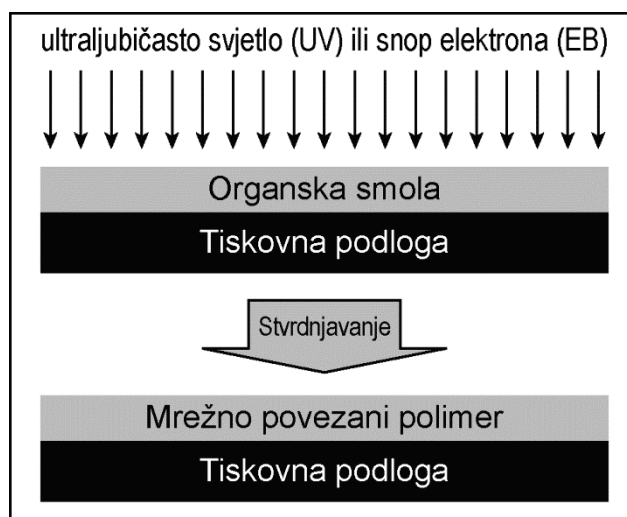 ultraljubičasto svjetlo (UV) ili snop elektrona (EB)
Organska smola
Tiskovna podloga
Stvrdnjavanje
Mrežno povezani polimer
Tiskovna podloga